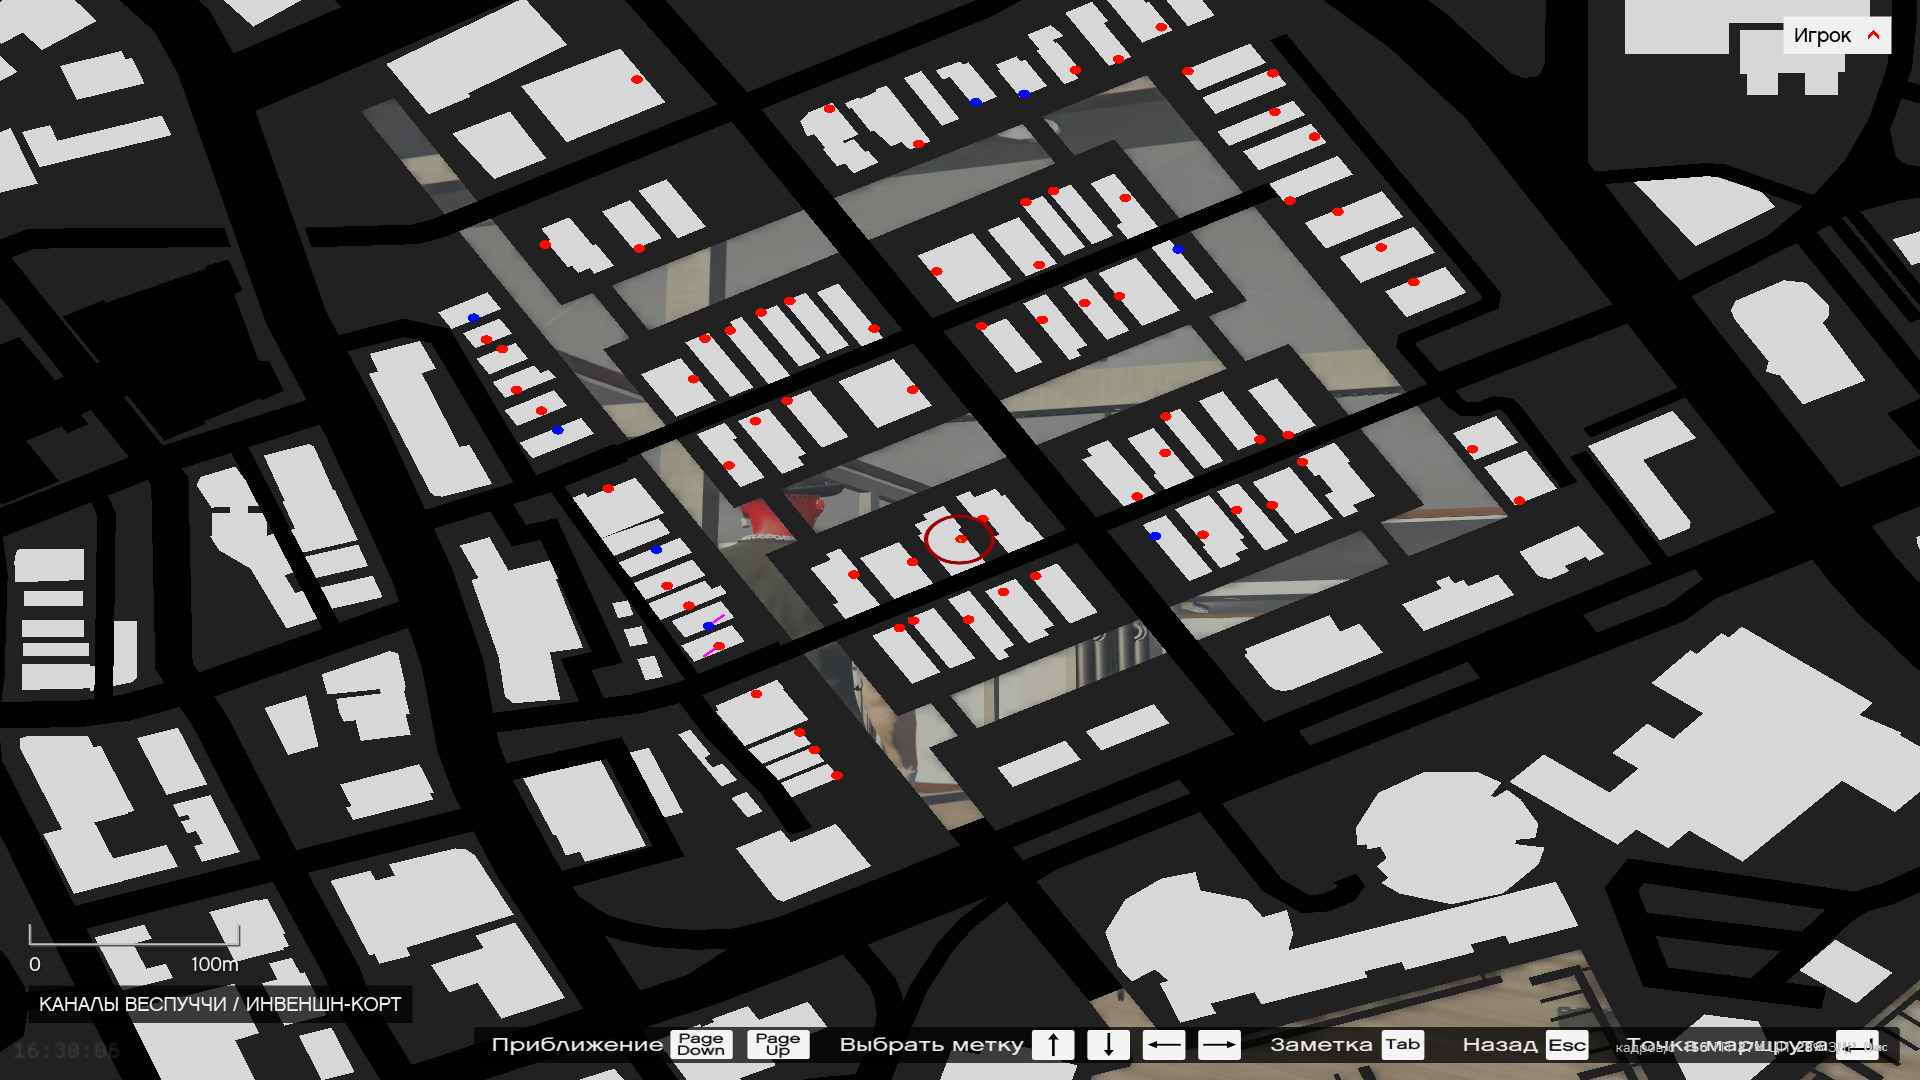 Игрок
0 100m
КАНАЛЫ ВЕСПУЧЧИ / ИНВЕНШН-КОРТ
16:30:06
Приближение Page Down Page Up Выбрать метку ↑ ↓ ← → Заметка Tab Назад Esc Точка маршрута